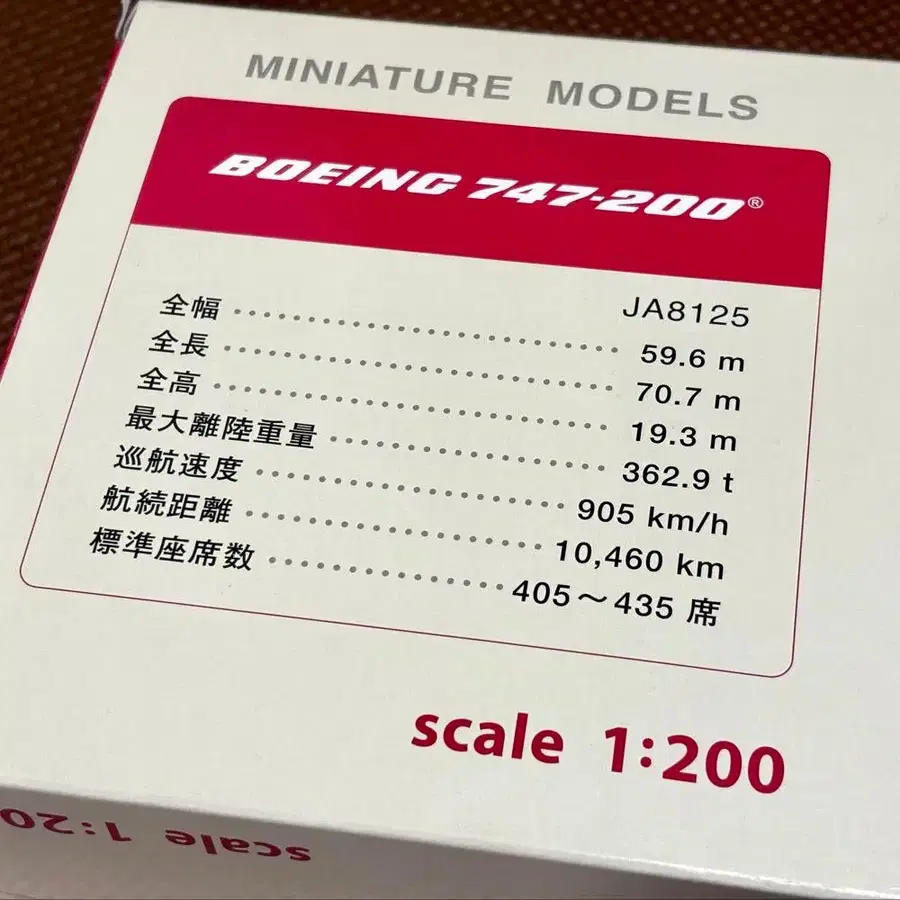 MINIATURE MODELS
BOEING 747-200®
JA8125
全幅 59.6 m
全長 70.7 m
全高 19.3 m
最大離陸重量 362.9 t
巡航速度 905 km/h
航続距離 10,460 km
標準座席数 405～435 席
scale 1:200
scale 1:20